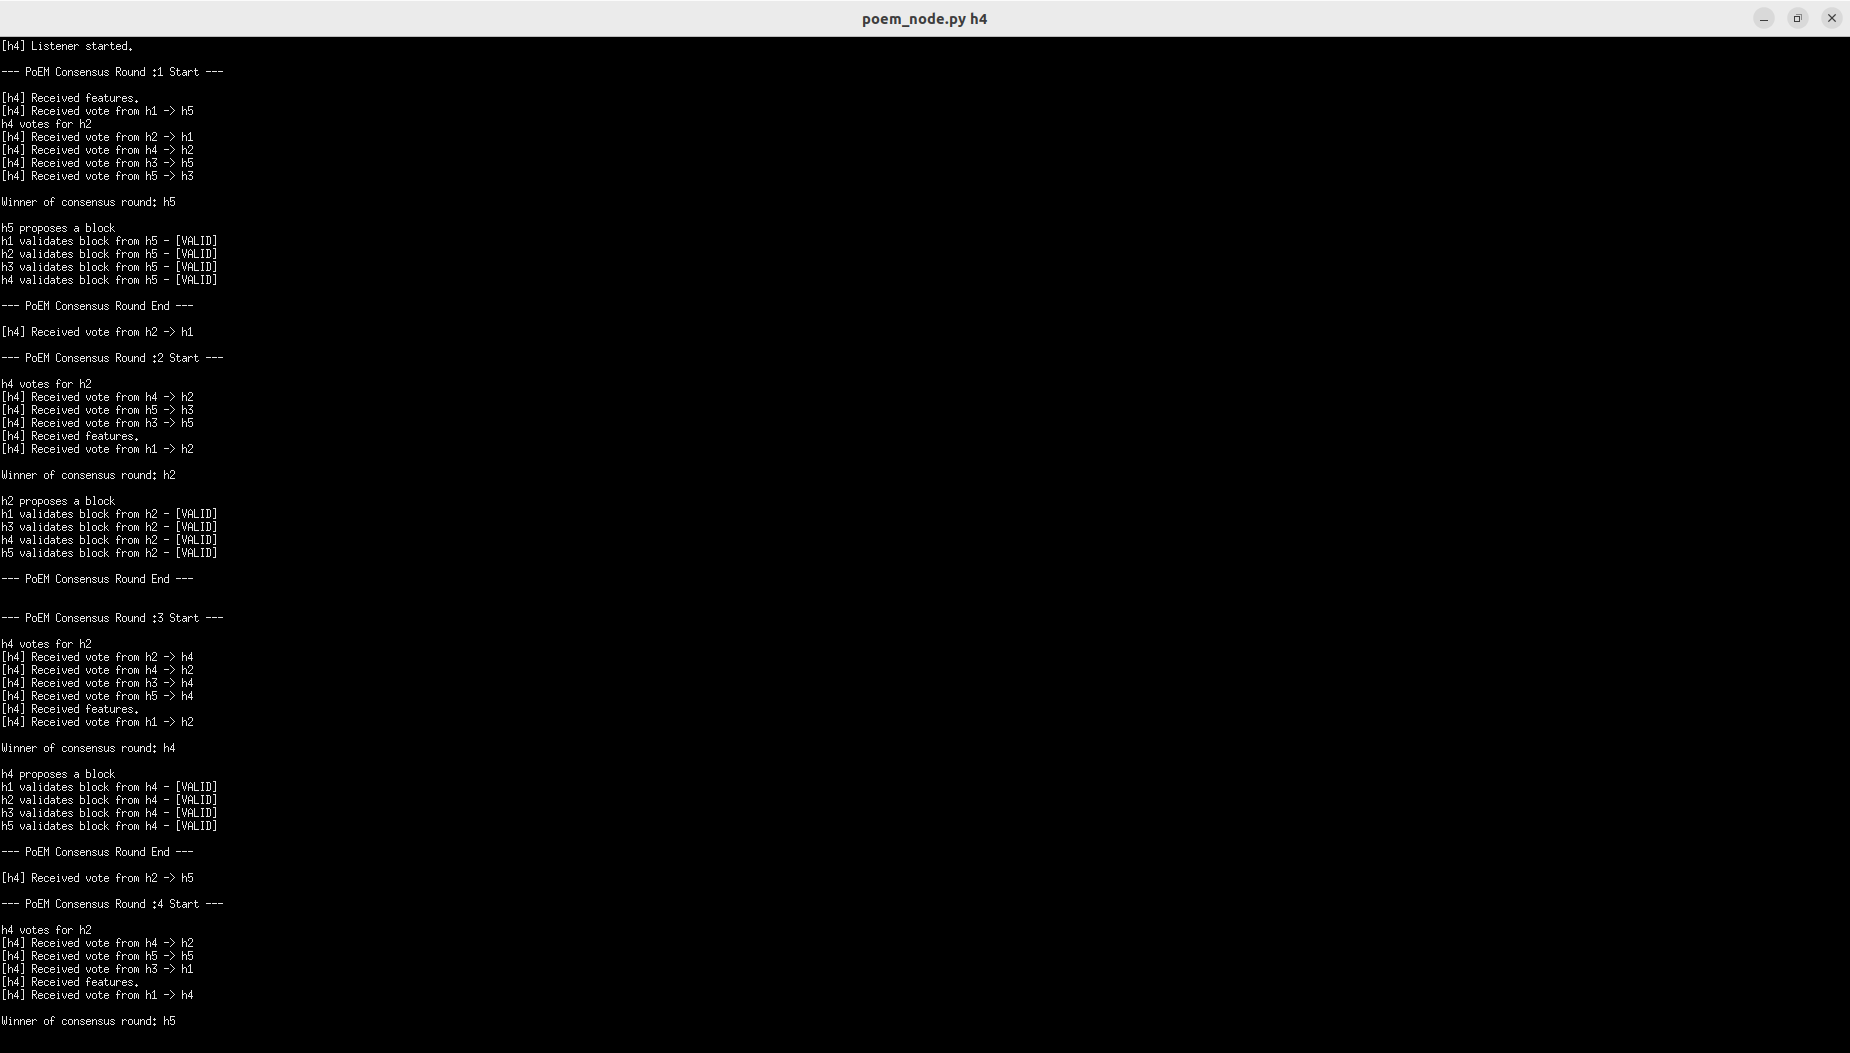 poem_node.py h4
[h4] Listener started.
--- PoEM Consensus Round :1 Start ---
[h4] Received features.
[h4] Received vote from h1 -> h5
h4 votes for h2
[h4] Received vote from h2 -> h1
[h4] Received vote from h4 -> h2
[h4] Received vote from h3 -> h5
[h4] Received vote from h5 -> h3
Winner of consensus round: h5
h5 proposes a block
h1 validates block from h5 - [VALID]
h2 validates block from h5 - [VALID]
h3 validates block from h5 - [VALID]
h4 validates block from h5 - [VALID]
--- PoEM Consensus Round End ---
[h4] Received vote from h2 -> h1
--- PoEM Consensus Round :2 Start ---
h4 votes for h2
[h4] Received vote from h4 -> h2
[h4] Received vote from h5 -> h3
[h4] Received vote from h3 -> h5
[h4] Received features.
[h4] Received vote from h1 -> h2
Winner of consensus round: h2
h2 proposes a block
h1 validates block from h2 - [VALID]
h3 validates block from h2 - [VALID]
h4 validates block from h2 - [VALID]
h5 validates block from h2 - [VALID]
--- PoEM Consensus Round End ---
--- PoEM Consensus Round :3 Start ---
h4 votes for h2
[h4] Received vote from h2 -> h4
[h4] Received vote from h4 -> h2
[h4] Received vote from h3 -> h4
[h4] Received vote from h5 -> h4
[h4] Received features.
[h4] Received vote from h1 -> h2
Winner of consensus round: h4
h4 proposes a block
h1 validates block from h4 - [VALID]
h2 validates block from h4 - [VALID]
h3 validates block from h4 - [VALID]
h5 validates block from h4 - [VALID]
--- PoEM Consensus Round End ---
[h4] Received vote from h2 -> h5
--- PoEM Consensus Round :4 Start ---
h4 votes for h2
[h4] Received vote from h4 -> h2
[h4] Received vote from h5 -> h5
[h4] Received vote from h3 -> h1
[h4] Received features.
[h4] Received vote from h1 -> h4
Winner of consensus round: h5